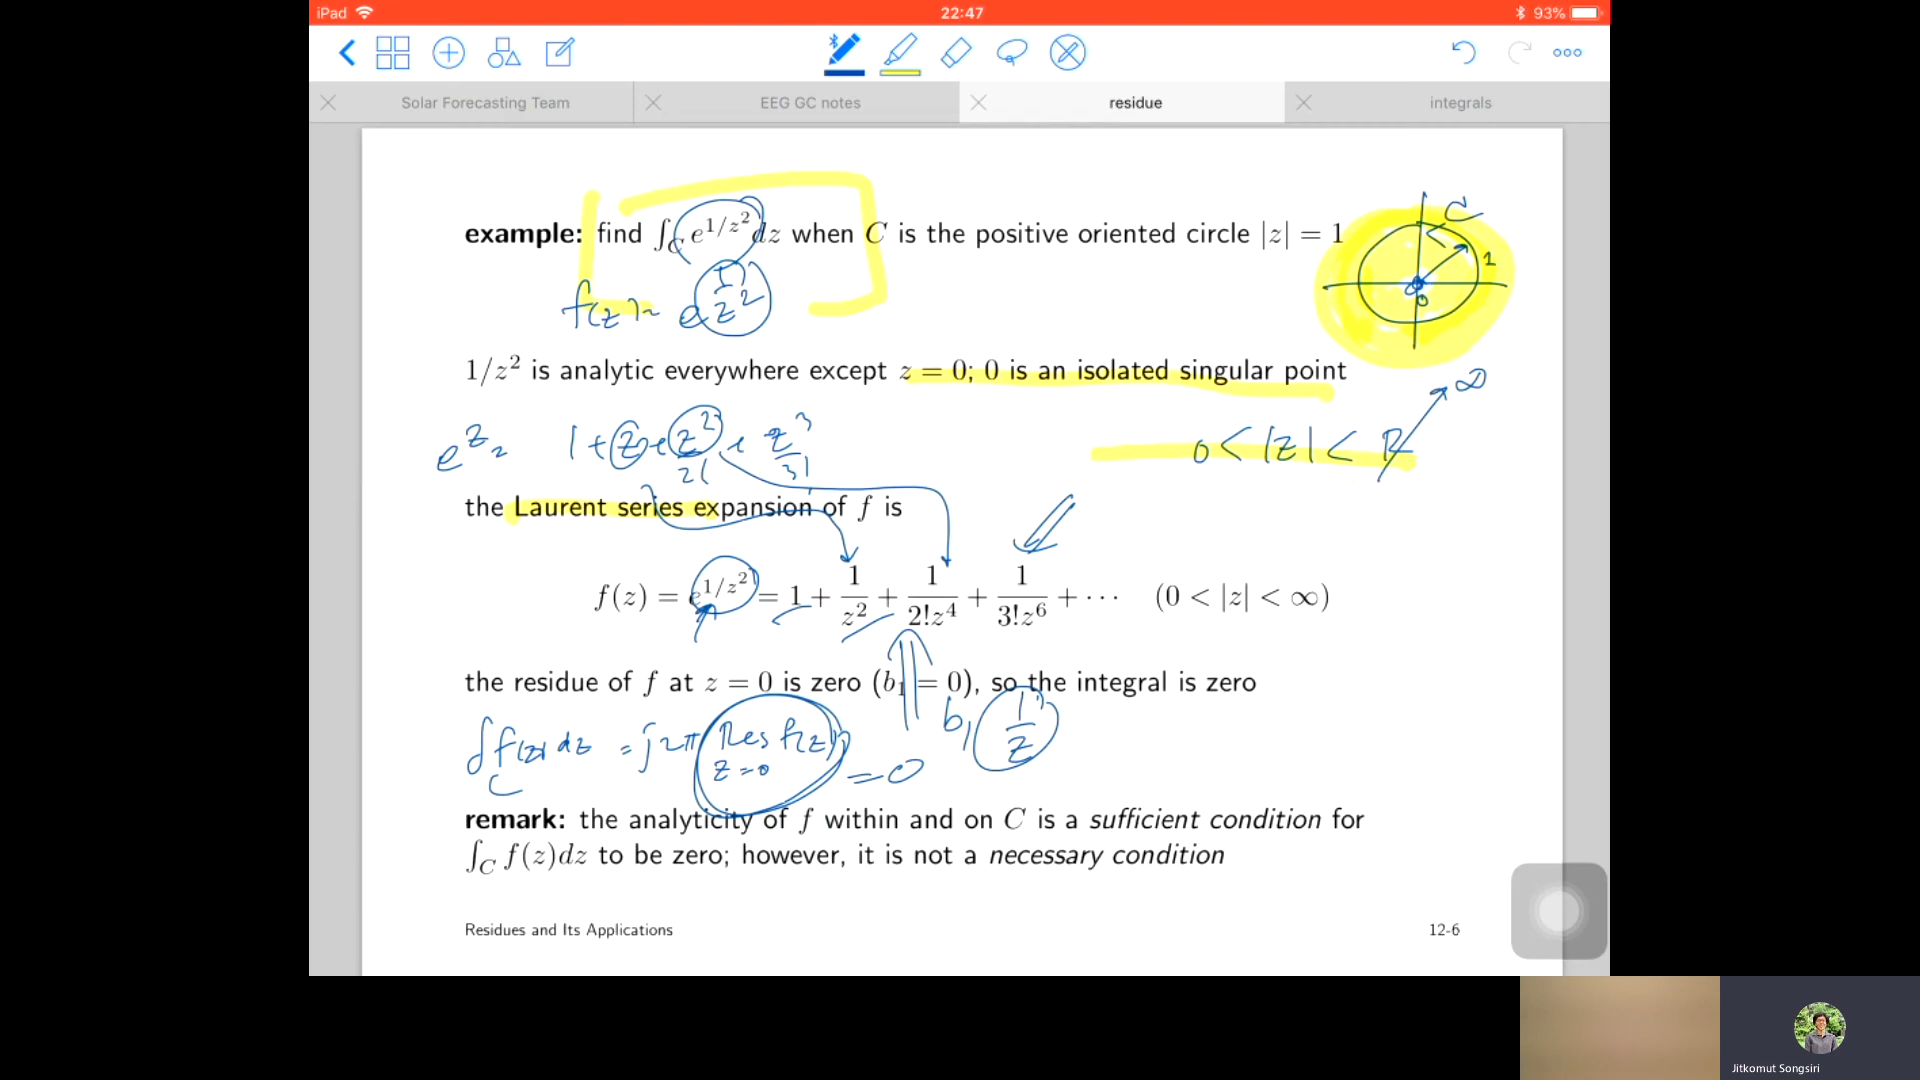 iPad 22:47 93%
Solar Forecasting Team EEG GC notes residue integrals
example: find ∫_C e^{1/z^2} dz when C is the positive oriented circle |z| = 1
C
1
0
f(z) = e^{1/z^2}
1/z^2 is analytic everywhere except z = 0; 0 is an isolated singular point
∞
e^z = 1 + z + z^2/2! + z^3/3!
0 < |z| < R
the Laurent series expansion of f is
f(z) = e^{1/z^2} = 1 + 1/z^2 + 1/2!z^4 + 1/3!z^6 + ··· (0 < |z| < ∞)
the residue of f at z = 0 is zero (b_1 = 0), so the integral is zero
∫_C f(z) dz = j2π Res_{z=0} f(z) = 0
b_1 1/z
remark: the analyticity of f within and on C is a sufficient condition for
∫_C f(z)dz to be zero; however, it is not a necessary condition
Residues and Its Applications 12-6
Jitkomut Songsiri